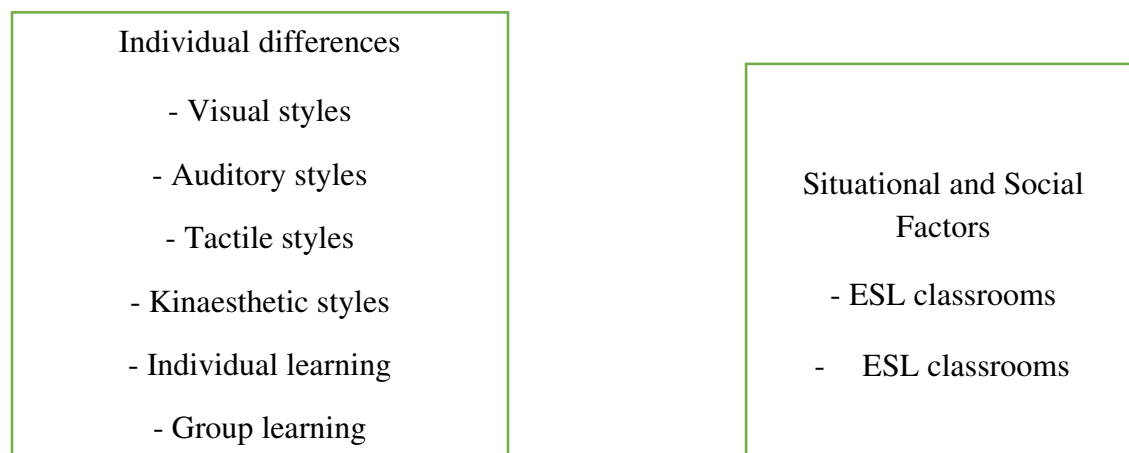 Individual differences
- Visual styles
- Auditory styles
- Tactile styles
- Kinaesthetic styles
- Individual learning
- Group learning
Situational and Social
Factors
- ESL classrooms
- ESL classrooms